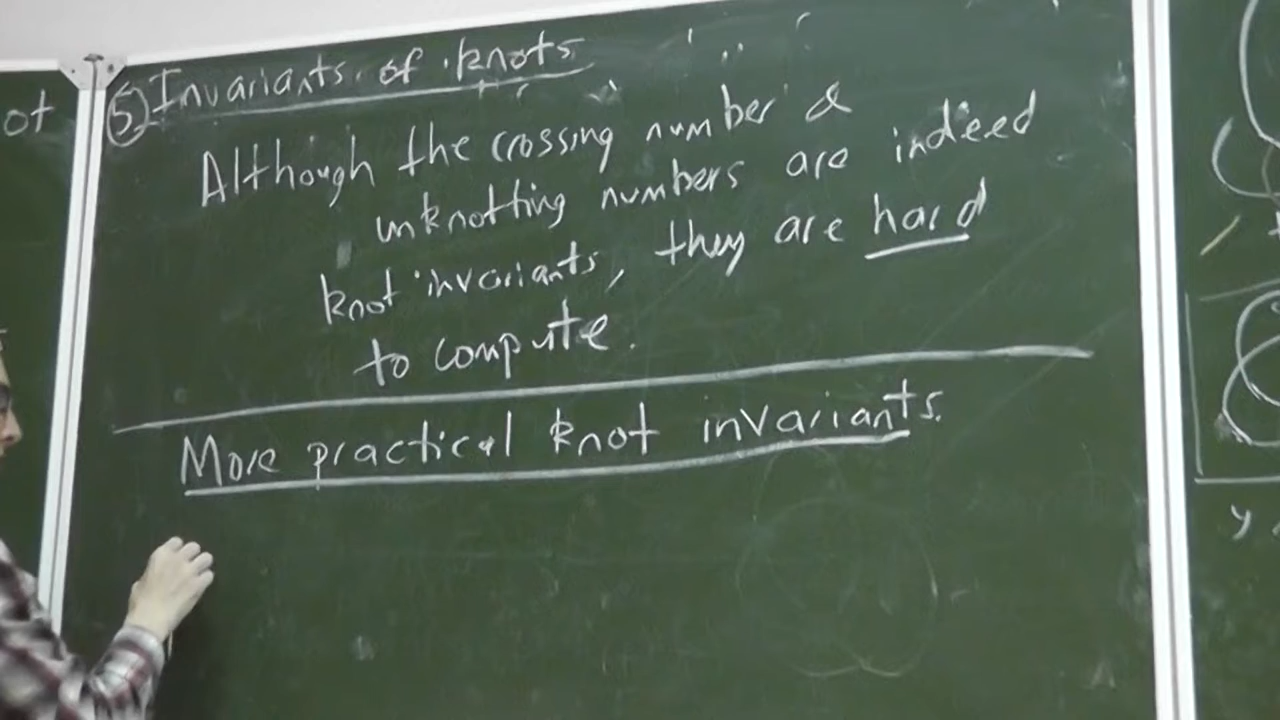 ot
5) Invariants of knots
Although the crossing number &
unknotting numbers are indeed
knot invariants, they are hard
to compute.
More practical knot invariants.
y